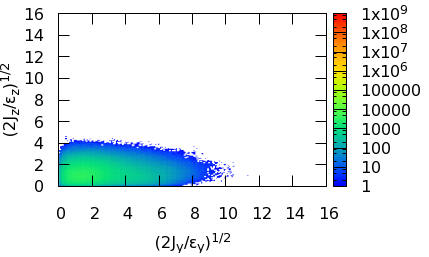 16
14
12
10
8
6
4
2
0
(2J_z/ε_z)^1/2
0 2 4 6 8 10 12 14 16
(2J_y/ε_y)^1/2
1x10^9
1x10^8
1x10^7
1x10^6
100000
10000
1000
100
10
1